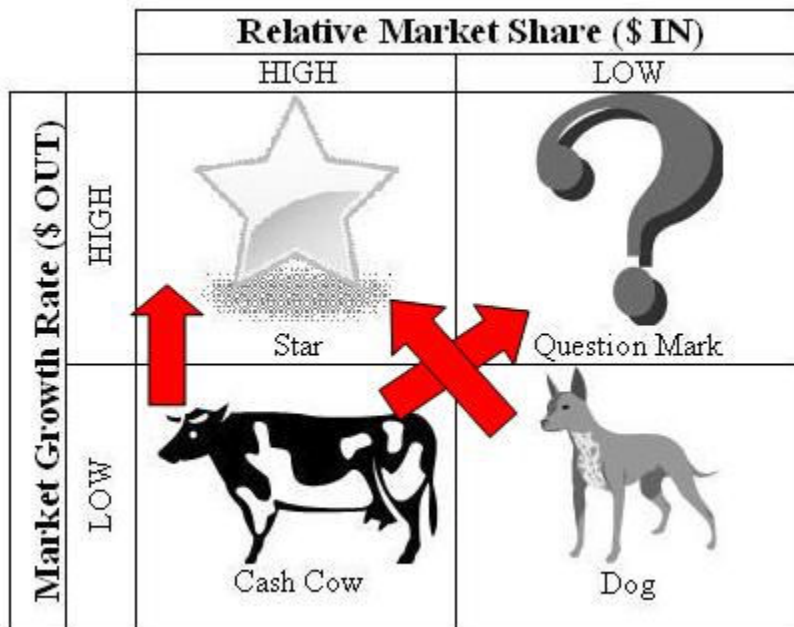 Relative Market Share ($ IN)
HIGH
LOW
Market Growth Rate ($ OUT)
HIGH
Star
Question Mark
LOW
Cash Cow
Dog